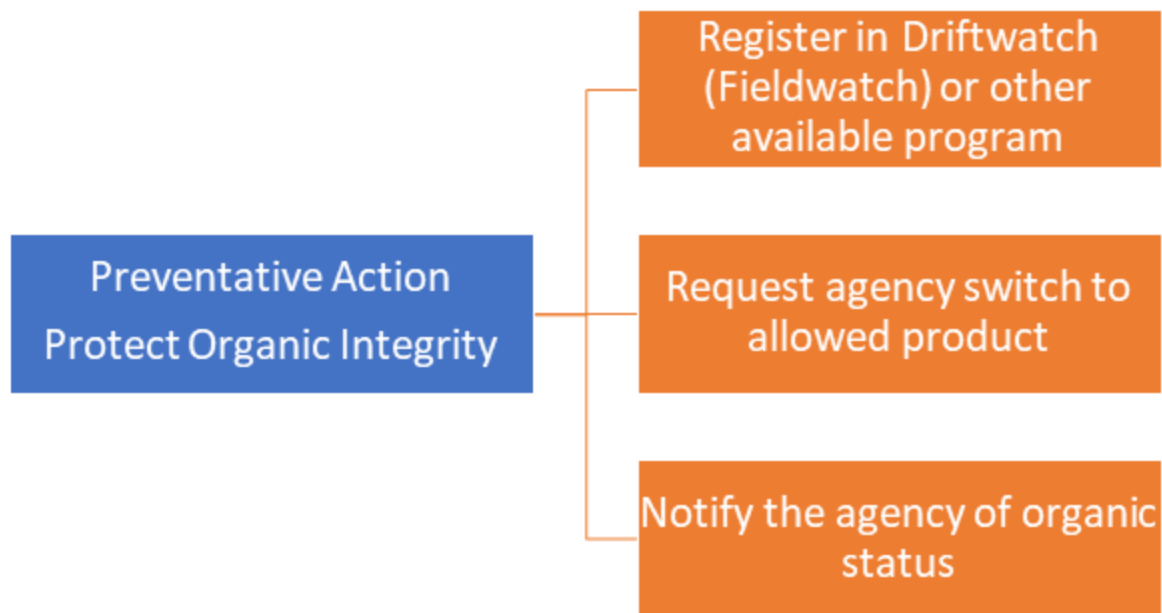 Preventative Action
Protect Organic Integrity
Register in Driftwatch
(Fieldwatch) or other
available program
Request agency switch to
allowed product
Notify the agency of organic
status